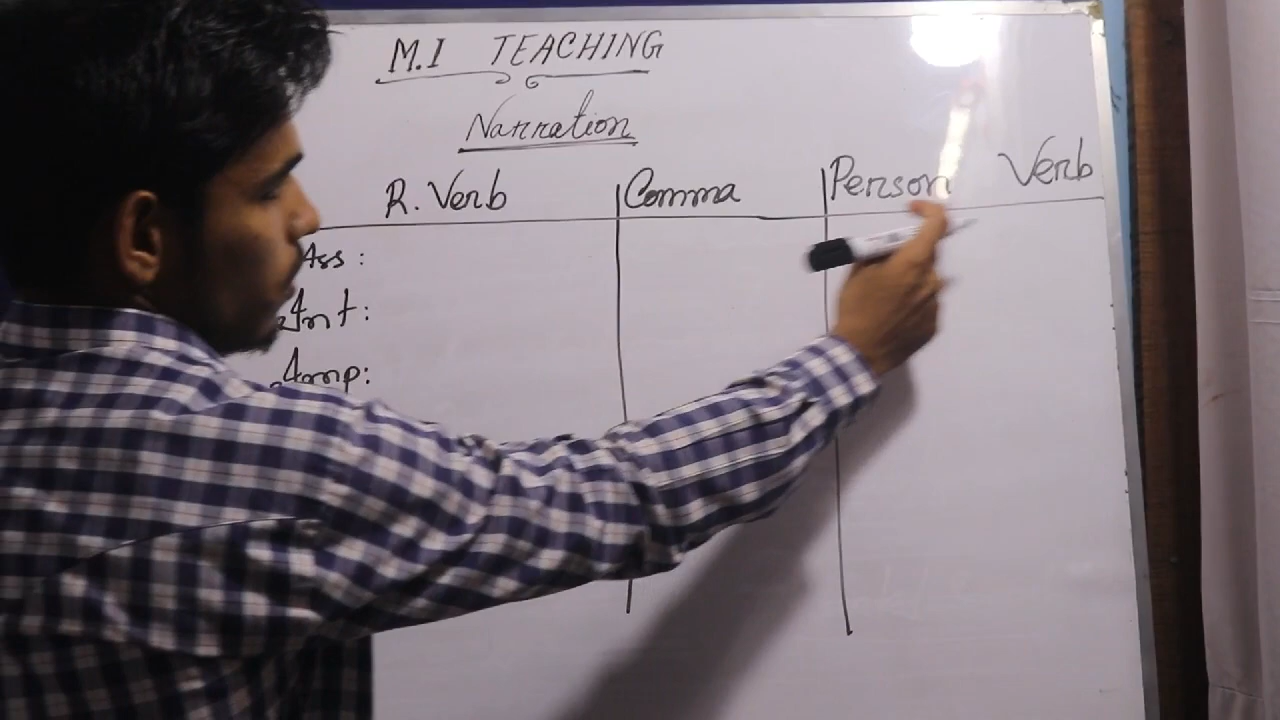 M.I TEACHING
Narration
R. Verb Comma Person Verb
Ass :
Int :
Imp: